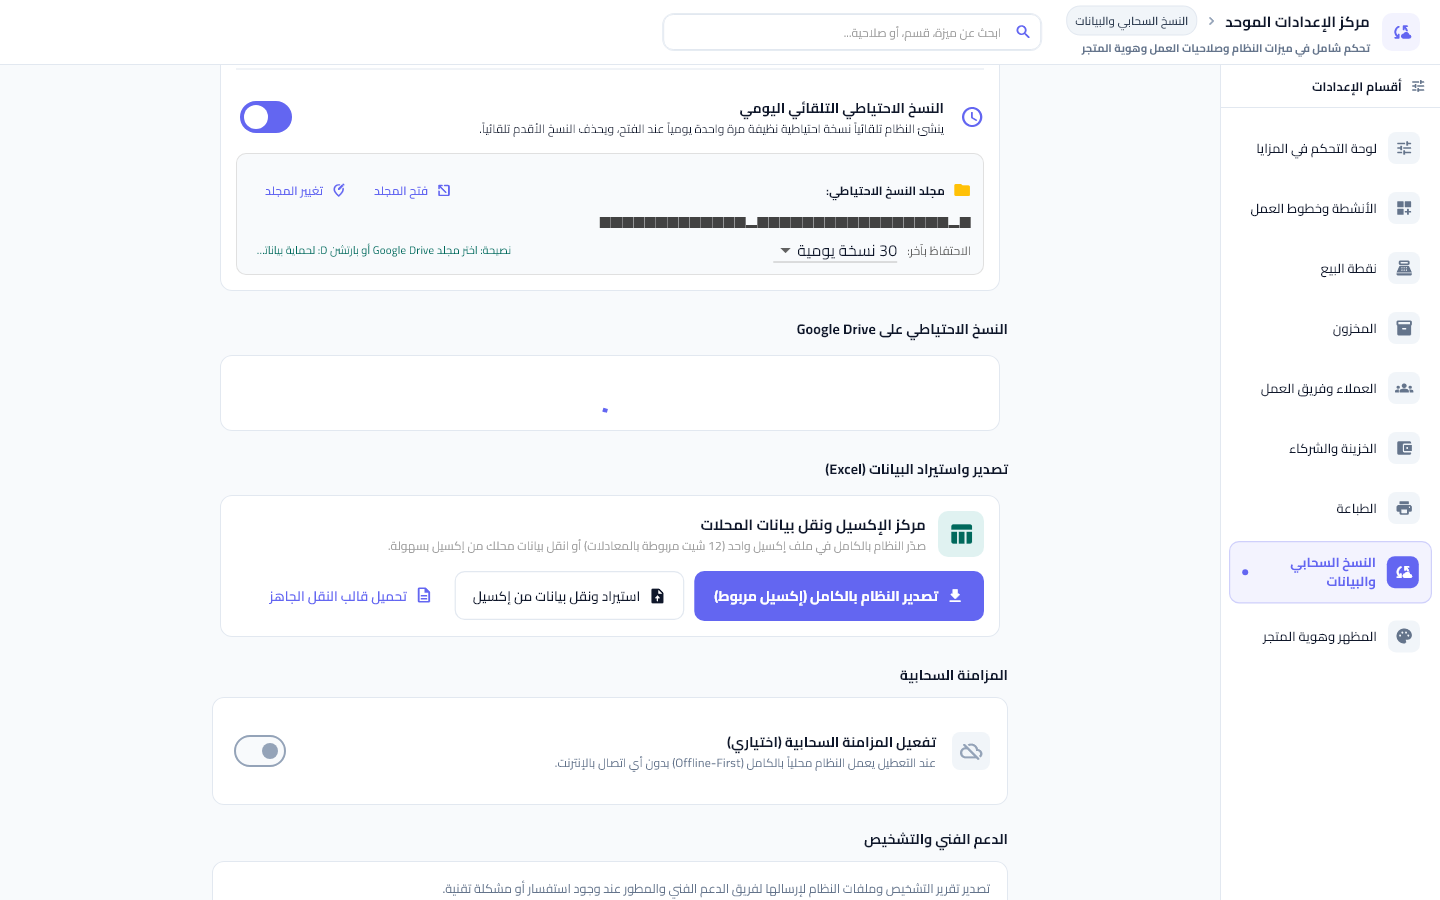 مركز الإعدادات الموحد
النسخ السحابي والبيانات
تحكم شامل في ميزات النظام وصلاحيات العمل وهوية المتجر
ابحث عن ميزة، قسم، أو صلاحية...
أقسام الإعدادات
لوحة التحكم في المزايا
الأنشطة وخطوط العمل
نقطة البيع
المخزون
العملاء وفريق العمل
الخزينة والشركاء
الطباعة
النسخ السحابي
والبيانات
المظهر وهوية المتجر
النسخ الاحتياطي التلقائي اليومي
ينشئ النظام تلقائياً نسخة احتياطية نظيفة مرة واحدة يومياً عند الفتح، ويحذف النسخ الأقدم تلقائياً.
مجلد النسخ الاحتياطي:
فتح المجلد
تغيير المجلد
الاحتفاظ بآخر:
30 نسخة يومية
نصيحة: اختر مجلد Google Drive أو بارتشن D: لحماية بياناتـ...
النسخ الاحتياطي على Google Drive
تصدير واستيراد البيانات (Excel)
مركز الإكسيل ونقل بيانات المحلات
صدّر النظام بالكامل في ملف إكسيل واحد (12 شيت مربوطة بالمعادلات) أو انقل بيانات محلك من إكسيل بسهولة.
تصدير النظام بالكامل (إكسيل مربوط)
استيراد ونقل بيانات من إكسيل
تحميل قالب النقل الجاهز
المزامنة السحابية
تفعيل المزامنة السحابية (اختياري)
عند التعطيل يعمل النظام محلياً بالكامل (Offline-First) بدون أي اتصال بالإنترنت.
الدعم الفني والتشخيص
تصدير تقرير التشخيص وملفات النظام لإرسالها لفريق الدعم الفني والمطور عند وجود استفسار أو مشكلة تقنية.